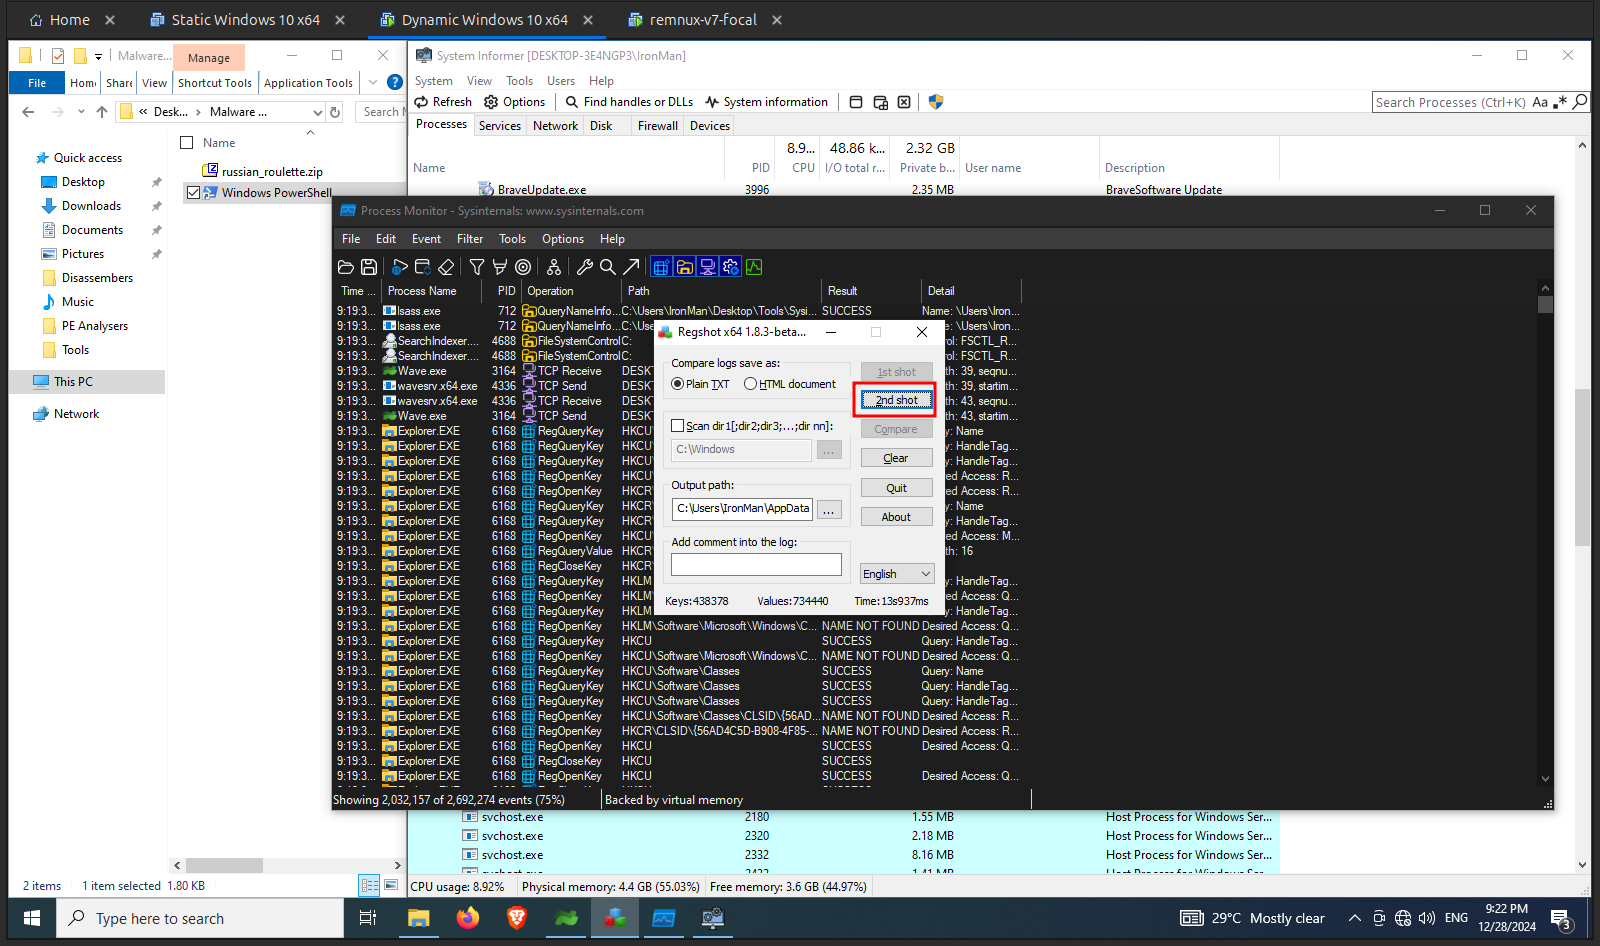 Home
Static Windows 10 x64
Dynamic Windows 10 x64
remnux-v7-focal
Malware...
Manage
File
Home
Share
View
Shortcut Tools
Application Tools
« Desk... › Malware ...
Search
Name
russian_roulette.zip
Windows PowerShell
Quick access
Desktop
Downloads
Documents
Pictures
Disassembers
Music
PE Analysers
Tools
This PC
Network
2 items
1 item selected 1.80 KB
System Informer [DESKTOP-3E4NGP3\IronMan]
System View Tools Users Help
Refresh Options Find handles or DLLs System information
Search Processes (Ctrl+K) Aa .*
Processes Services Network Disk Firewall Devices
8.9... 48.86 k... 2.32 GB
Name PID CPU I/O total r... Private b... User name Description
BraveUpdate.exe 3996 2.35 MB BraveSoftware Update
Process Monitor - Sysinternals: www.sysinternals.com
File Edit Event Filter Tools Options Help
Time ... Process Name PID Operation Path Result Detail
9:19:3... lsass.exe 712 QueryNameInfo... C:\Users\IronMan\Desktop\Tools\Sysi... SUCCESS Name: \Users\Iron...
9:19:3... lsass.exe 712 QueryNameInfo... C:\Users\Iron SUCCESS Name: \Users\Iron...
9:19:3... SearchIndexer.... 4688 FileSystemControl C: rol: FSCTL_R...
9:19:3... SearchIndexer.... 4688 FileSystemControl C: rol: FSCTL_R...
9:19:3... Wave.exe 3164 TCP Receive DESK th: 39, seqnu...
9:19:3... wavesrv.x64.exe 4336 TCP Send DESK th: 39, startim...
9:19:3... wavesrv.x64.exe 4336 TCP Receive DESK th: 43, seqnu...
9:19:3... Wave.exe 3164 TCP Send DESK th: 43, startim...
9:19:3... Explorer.EXE 6168 RegQueryKey HKCU y: Name
9:19:3... Explorer.EXE 6168 RegQueryKey HKCU y: HandleTag...
9:19:3... Explorer.EXE 6168 RegQueryKey HKCU y: HandleTag...
9:19:3... Explorer.EXE 6168 RegOpenKey HKCU\ ed Access: R...
9:19:3... Explorer.EXE 6168 RegOpenKey HKCR\ ed Access: R...
9:19:3... Explorer.EXE 6168 RegQueryKey HKCR\ y: Name
9:19:3... Explorer.EXE 6168 RegQueryKey HKCR\ y: HandleTag...
9:19:3... Explorer.EXE 6168 RegOpenKey HKCU\ ed Access: M...
9:19:3... Explorer.EXE 6168 RegQueryValue HKCR\ th: 16
9:19:3... Explorer.EXE 6168 RegCloseKey HKCR\
9:19:3... Explorer.EXE 6168 RegQueryKey HKLM y: HandleTag...
9:19:3... Explorer.EXE 6168 RegOpenKey HKLM\ ed Access: Q...
9:19:3... Explorer.EXE 6168 RegQueryKey HKLM y: HandleTag...
9:19:3... Explorer.EXE 6168 RegOpenKey HKLM\Software\Microsoft\Windows\C... NAME NOT FOUND Desired Access: Q...
9:19:3... Explorer.EXE 6168 RegQueryKey HKCU SUCCESS Query: HandleTag...
9:19:3... Explorer.EXE 6168 RegOpenKey HKCU\Software\Microsoft\Windows\C... NAME NOT FOUND Desired Access: Q...
9:19:3... Explorer.EXE 6168 RegQueryKey HKCU\Software\Classes SUCCESS Query: Name
9:19:3... Explorer.EXE 6168 RegQueryKey HKCU\Software\Classes SUCCESS Query: HandleTag...
9:19:3... Explorer.EXE 6168 RegQueryKey HKCU\Software\Classes SUCCESS Query: HandleTag...
9:19:3... Explorer.EXE 6168 RegOpenKey HKCU\Software\Classes\CLSID\{56AD... NAME NOT FOUND Desired Access: R...
9:19:3... Explorer.EXE 6168 RegOpenKey HKCR\CLSID\{56AD4C5D-B908-4F85-... NAME NOT FOUND Desired Access: R...
9:19:3... Explorer.EXE 6168 RegOpenKey HKCU SUCCESS Desired Access: Q...
9:19:3... Explorer.EXE 6168 RegCloseKey HKCU SUCCESS
9:19:3... Explorer.EXE 6168 RegOpenKey HKCU SUCCESS Desired Access: Q...
Showing 2,032,157 of 2,692,274 events (75%)
Backed by virtual memory
Regshot x64 1.8.3-beta...
Compare logs save as:
Plain TXT
HTML document
1st shot
2nd shot
Compare
Scan dir1[;dir2;dir3;...;dir nn]:
C:\Windows
...
Clear
Output path:
C:\Users\IronMan\AppData
...
Quit
About
Add comment into the log:
English
Keys:438378 Values:734440 Time:13s937ms
svchost.exe 2180 1.55 MB Host Process for Windows Ser...
svchost.exe 2320 2.18 MB Host Process for Windows Ser...
svchost.exe 2332 8.16 MB Host Process for Windows Ser...
CPU usage: 8.92% Physical memory: 4.4 GB (55.03%) Free memory: 3.6 GB (44.97%)
Type here to search
29°C Mostly clear
ENG
9:22 PM
12/28/2024
3